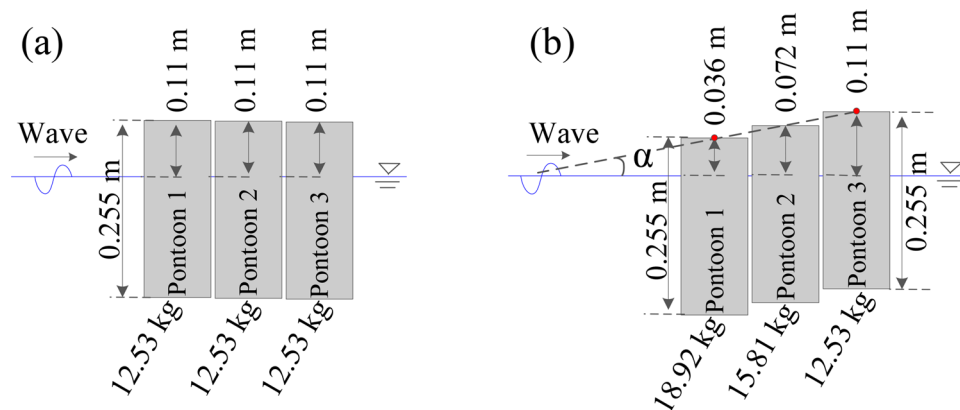 (a)
0.11 m
0.11 m
0.11 m
Wave
0.255 m
Pontoon 1
Pontoon 2
Pontoon 3
12.53 kg
12.53 kg
12.53 kg
(b)
0.036 m
0.072 m
0.11 m
Wave
α
0.255 m
Pontoon 1
Pontoon 2
Pontoon 3
0.255 m
18.92 kg
15.81 kg
12.53 kg